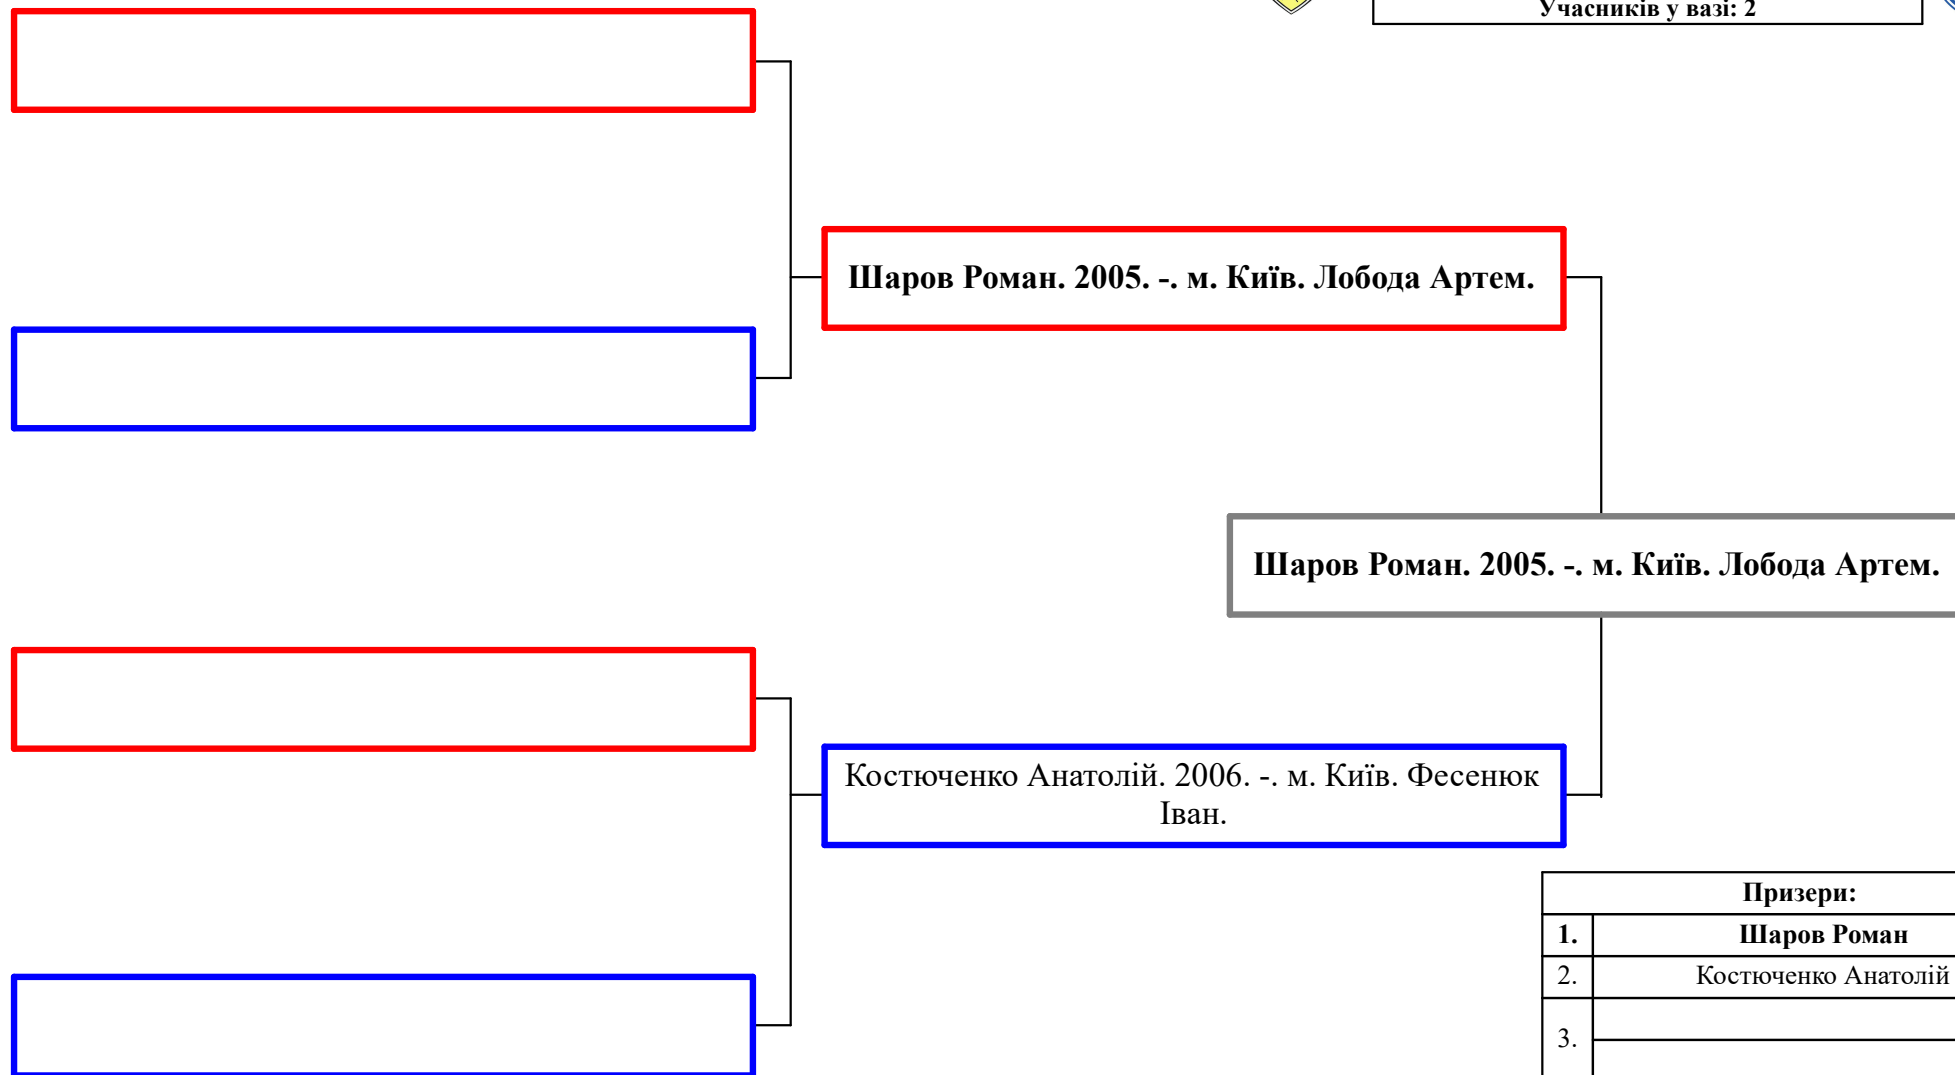 Учасників у вазі: 2
Шаров Роман. 2005. -. м. Київ. Лобода Артем.
Шаров Роман. 2005. -. м. Київ. Лобода Артем.
Костюченко Анатолій. 2006. -. м. Київ. Фесенюк
Іван.
Призери:
1. Шаров Роман
2. Костюченко Анатолій
3.